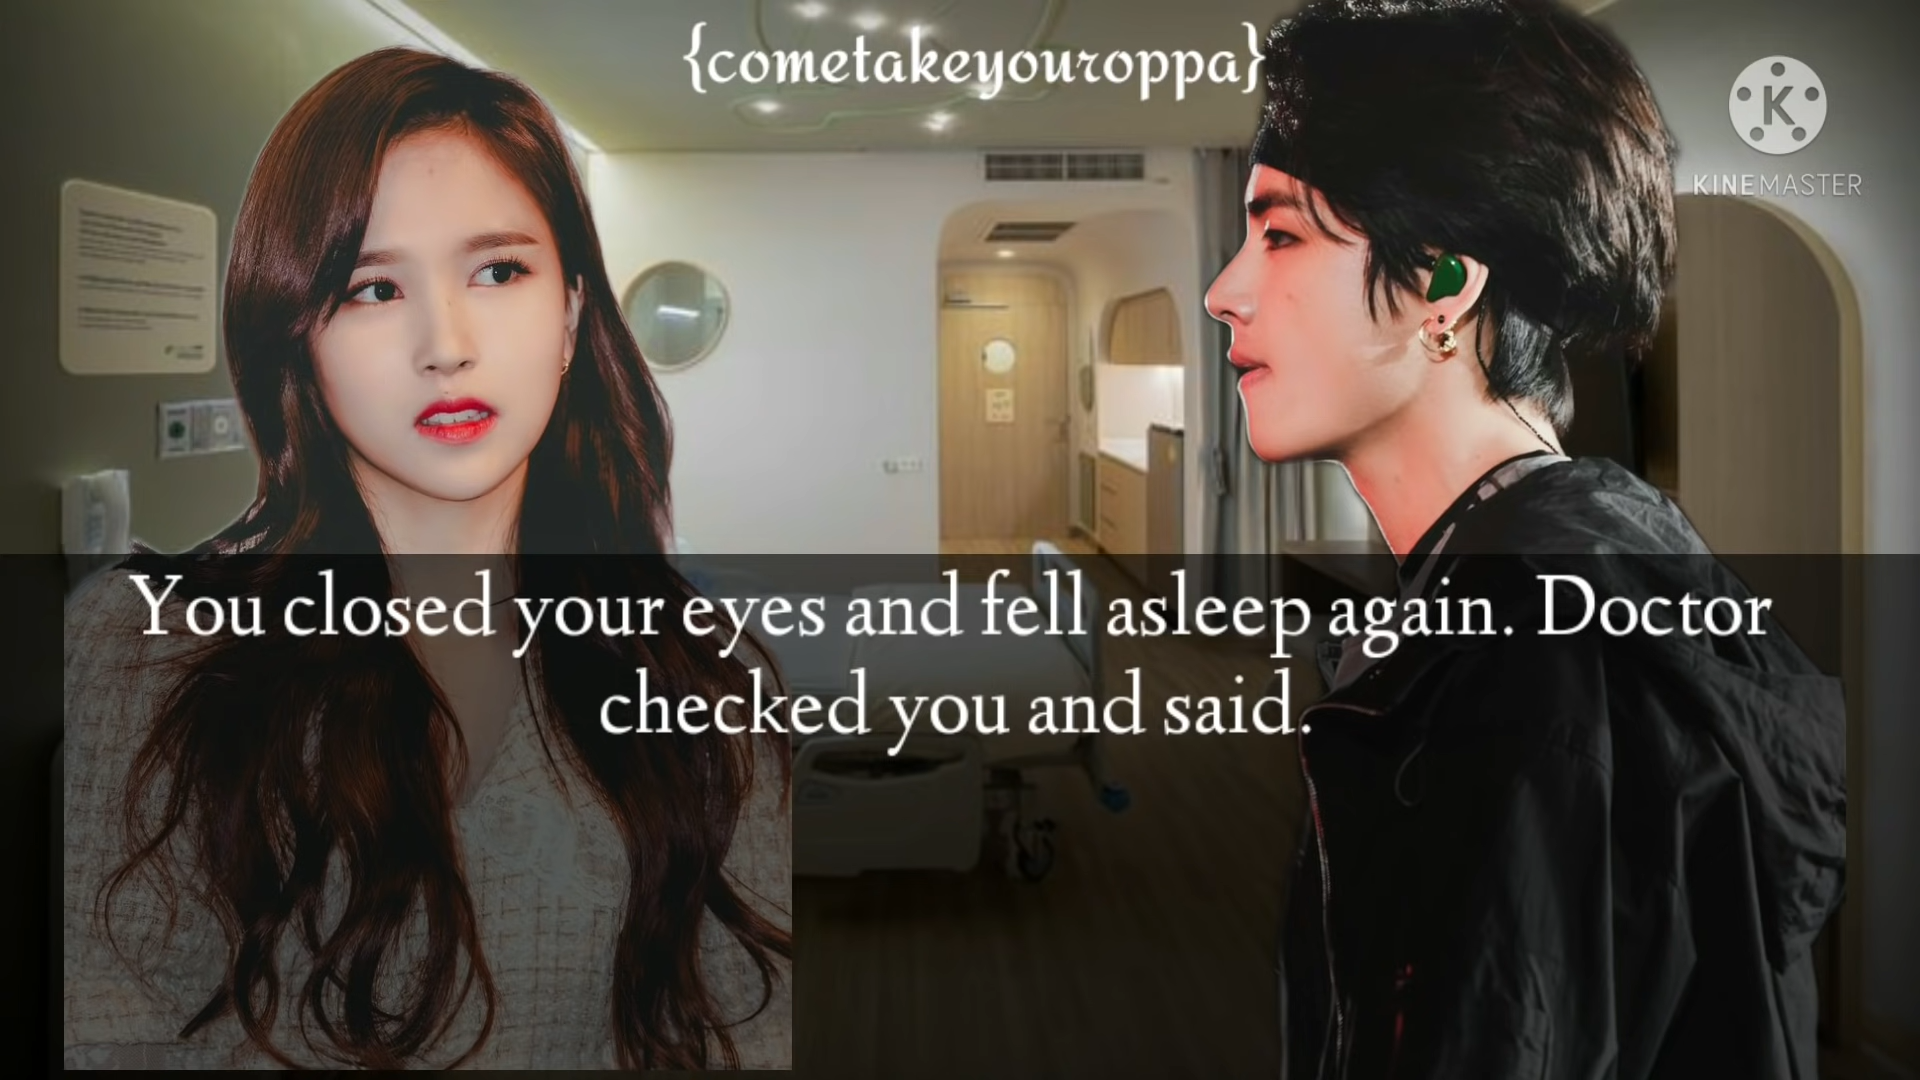 {cometakeyouroppa}
K
KINEMASTER
You closed your eyes and fell asleep again. Doctor
checked you and said.